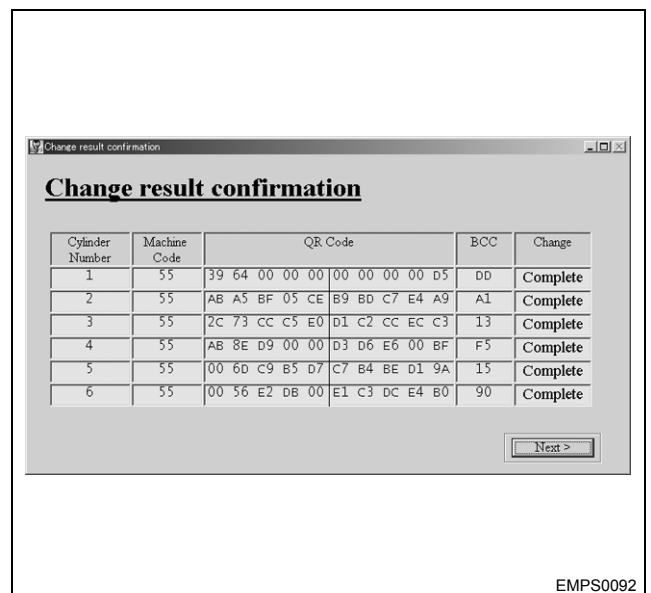 Change result confirmation
Change result confirmation
Cylinder Number Machine Code QR Code BCC Change
1 55 39 64 00 00 00 00 00 00 00 D5 DD Complete
2 55 AB A5 BF 05 CE B9 BD C7 E4 A9 A1 Complete
3 55 2C 73 CC C5 E0 D1 C2 CC EC C3 13 Complete
4 55 AB 8E D9 00 00 D3 D6 E6 00 BF F5 Complete
5 55 00 6D C9 B5 D7 C7 B4 BE D1 9A 15 Complete
6 55 00 56 E2 DB 00 E1 C3 DC E4 B0 90 Complete
Next >
EMPS0092